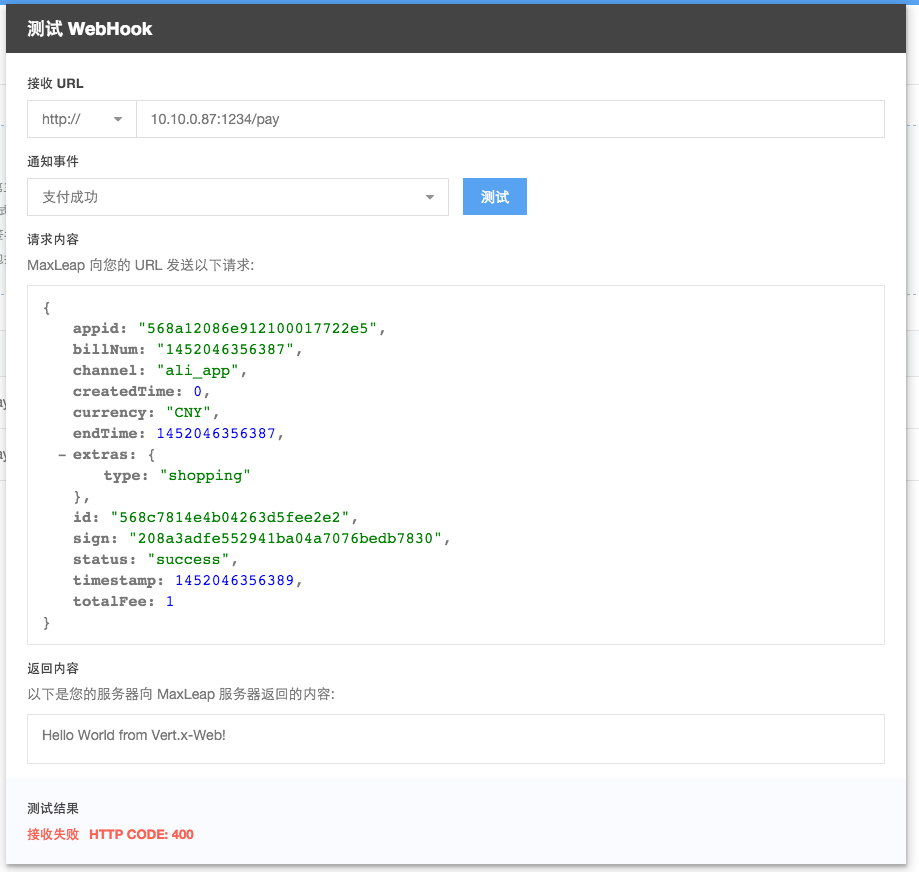 测试 WebHook
接收 URL
http:// 10.10.0.87:1234/pay
通知事件
支付成功 测试
请求内容
MaxLeap 向您的 URL 发送以下请求:
{
appid: "568a12086e912100017722e5",
billNum: "1452046356387",
channel: "ali_app",
createdTime: 0,
currency: "CNY",
endTime: 1452046356387,
– extras: {
type: "shopping"
},
id: "568c7814e4b04263d5fee2e2",
sign: "208a3adfe552941ba04a7076bedb7830",
status: "success",
timestamp: 1452046356389,
totalFee: 1
}
返回内容
以下是您的服务器向 MaxLeap 服务器返回的内容:
Hello World from Vert.x-Web!
测试结果
接收失败 HTTP CODE: 400